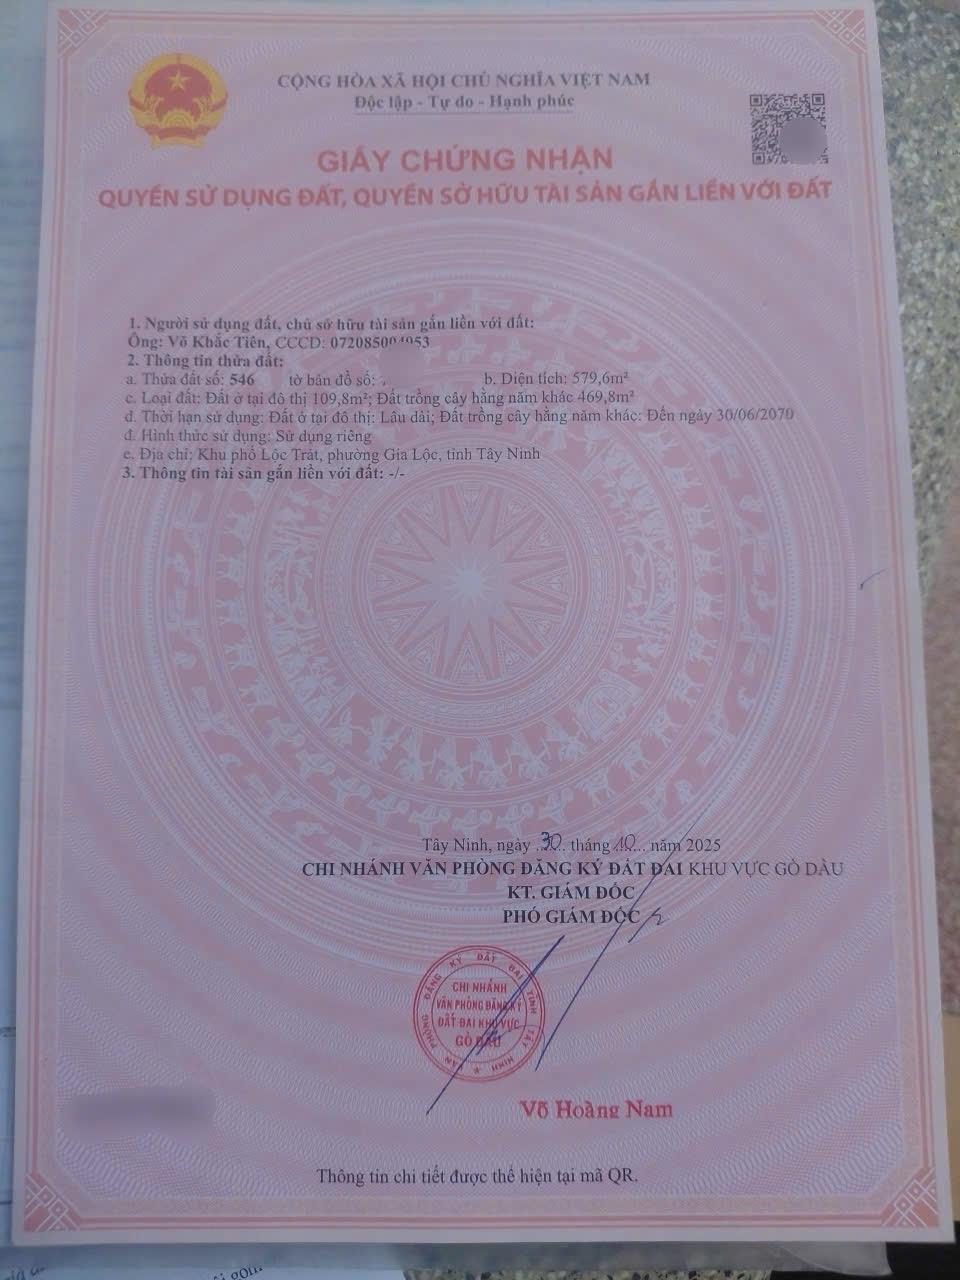 CỘNG HÒA XÃ HỘI CHỦ NGHĨA VIỆT NAM
Độc lập - Tự do - Hạnh phúc
GIẤY CHỨNG NHẬN
QUYỀN SỬ DỤNG ĐẤT, QUYỀN SỞ HỮU TÀI SẢN GẮN LIỀN VỚI ĐẤT
1. Người sử dụng đất, chủ sở hữu tài sản gắn liền với đất:
Ông: Võ Khắc Tiên, CCCD:
2. Thông tin thửa đất:
a. Thửa đất số: 546 tờ bản đồ số: b. Diện tích: 579,6m²
c. Loại đất: Đất ở tại đô thị 109,8m²; Đất trồng cây hằng năm khác 469,8m²
d. Thời hạn sử dụng: Đất ở tại đô thị: Lâu dài; Đất trồng cây hằng năm khác: Đến ngày 30/06/2070
đ. Hình thức sử dụng: Sử dụng riêng
e. Địa chỉ: Khu phố Lộc Trát, phường Gia Lộc, tỉnh Tây Ninh
3. Thông tin tài sản gắn liền với đất: -/-
Tây Ninh, ngày 30 tháng 10 năm 2025
CHI NHÁNH VĂN PHÒNG ĐĂNG KÝ ĐẤT ĐAI KHU VỰC GÒ DẦU
KT. GIÁM ĐỐC
PHÓ GIÁM ĐỐC
VĂN PHÒNG ĐĂNG KÝ ĐẤT ĐAI TỈNH TÂY NINH
CHI NHÁNH
VĂN PHÒNG ĐĂNG KÝ
ĐẤT ĐAI KHU VỰC
GÒ DẦU
Võ Hoàng Nam
Thông tin chi tiết được thể hiện tại mã QR.